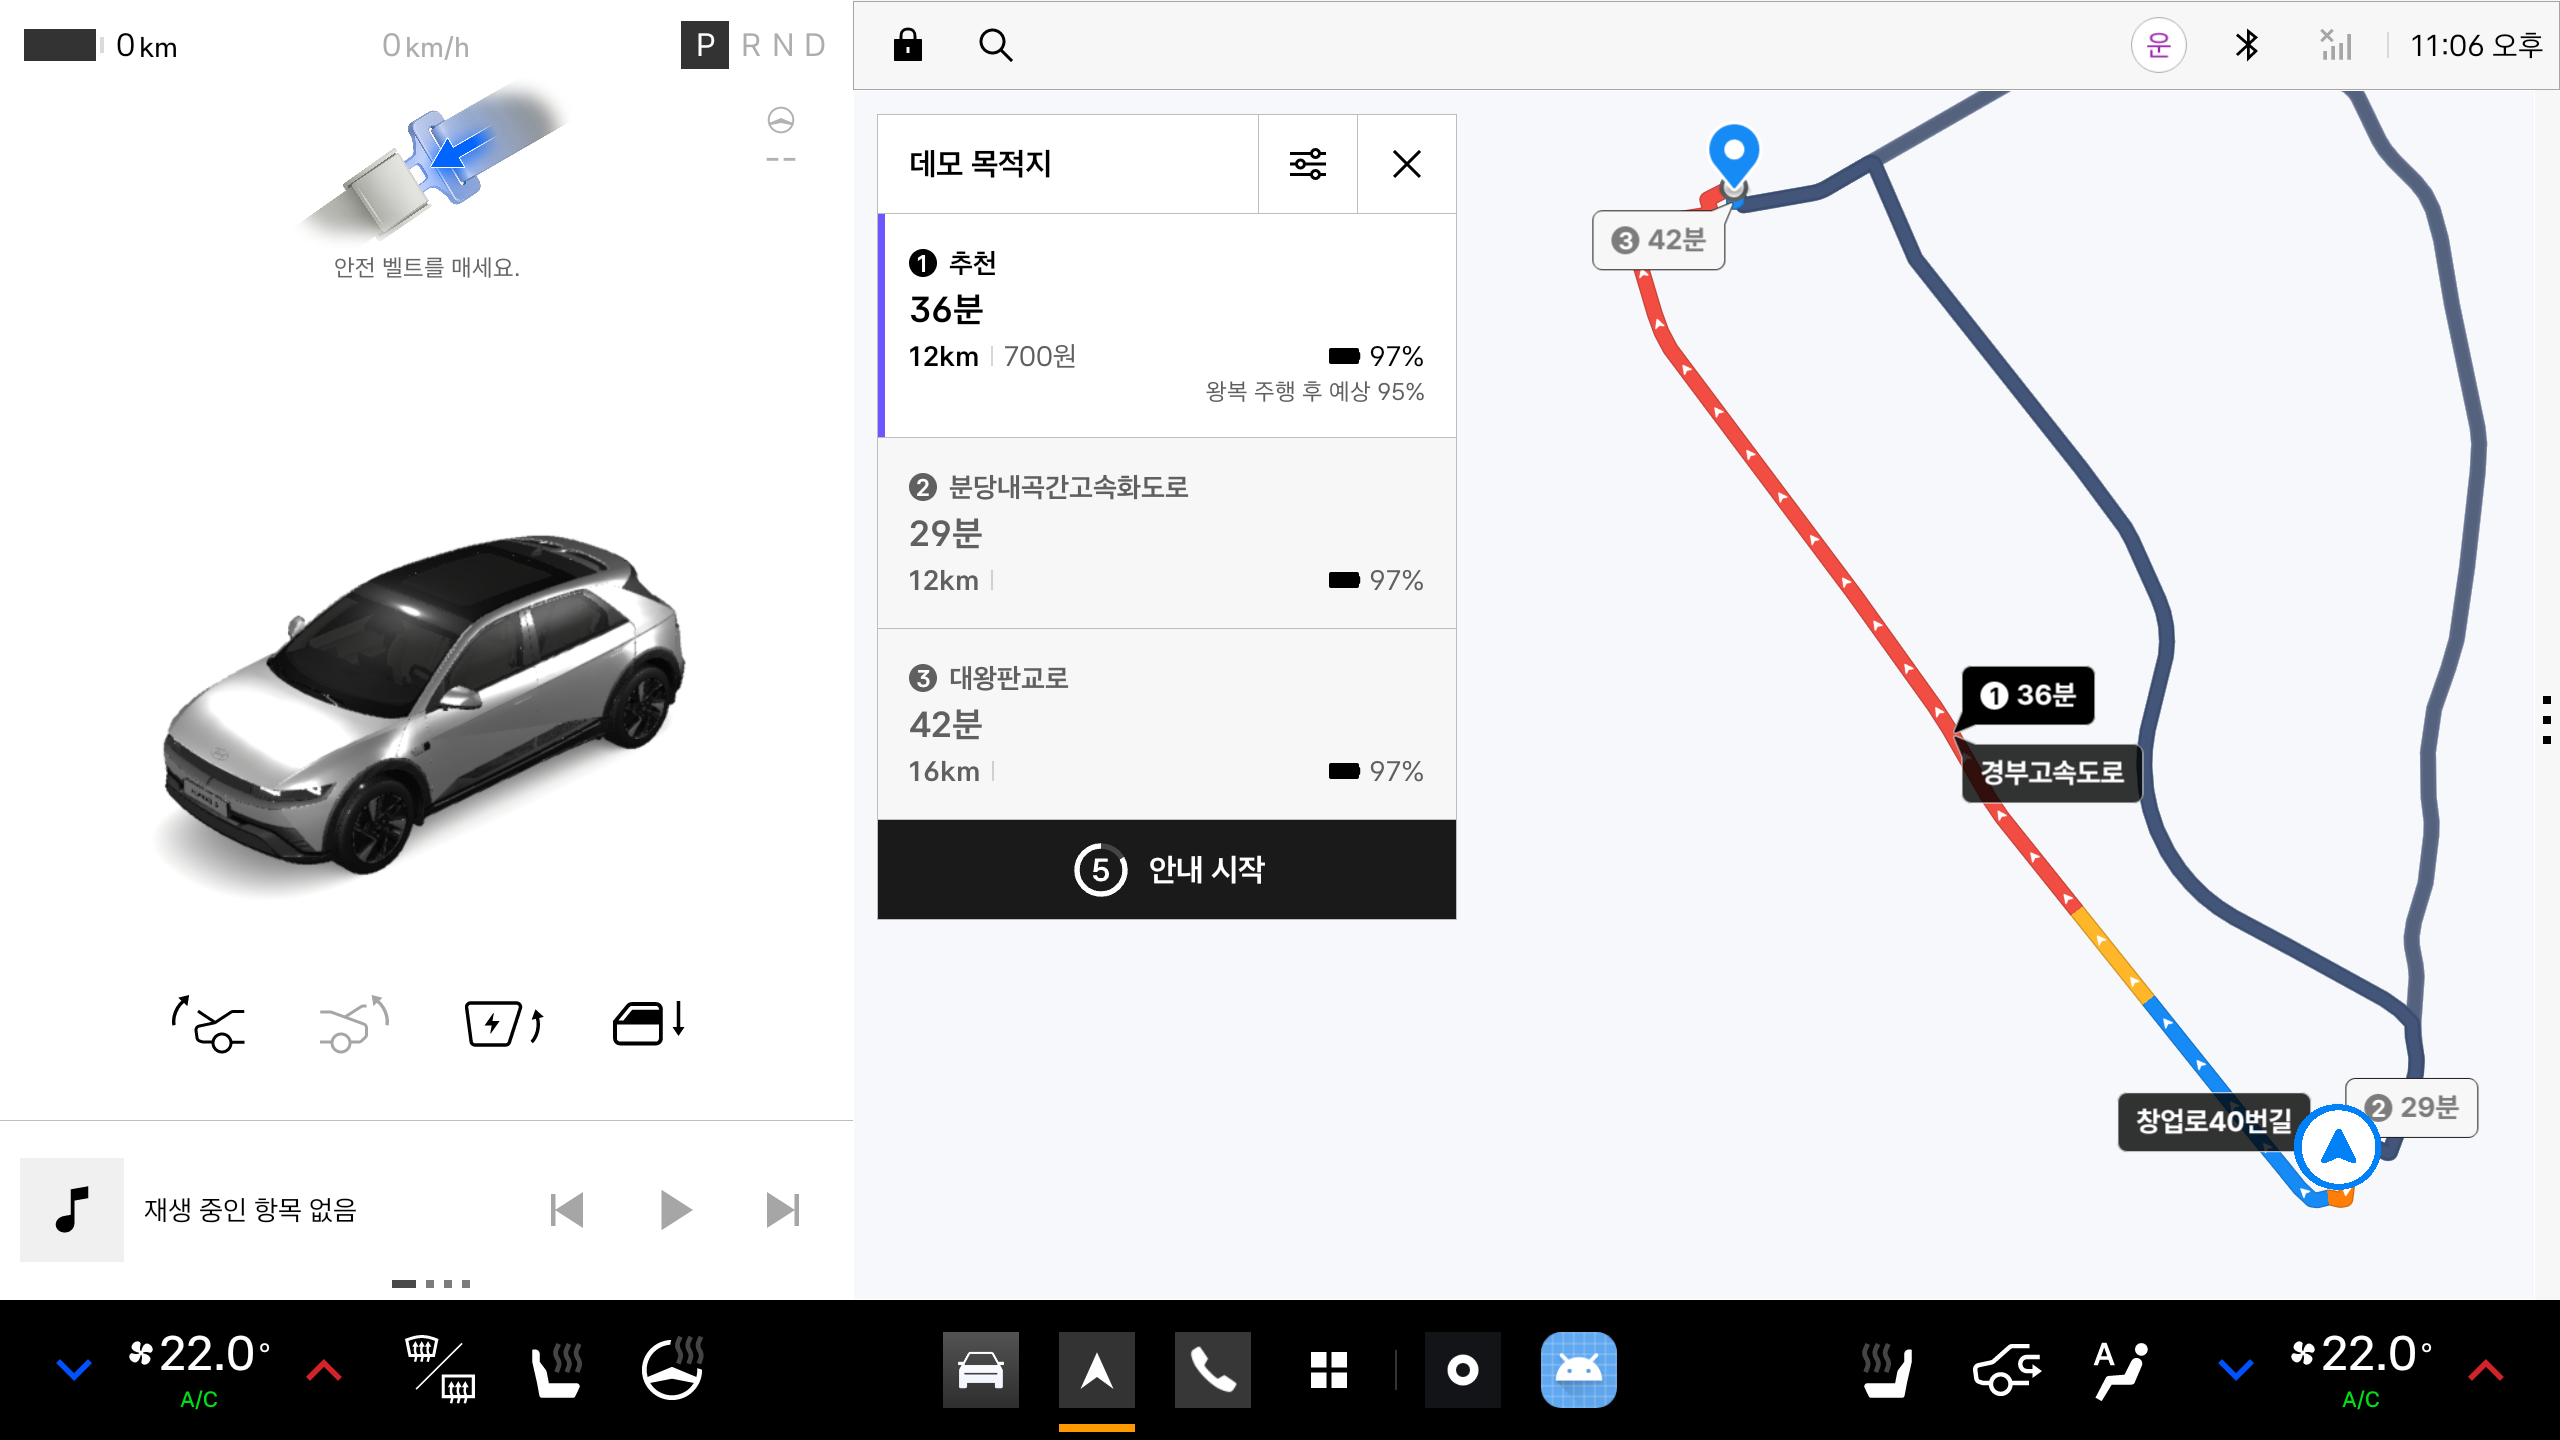 0 km
0 km/h
P R N D
운
11:06 오후
안전 벨트를 매세요.
데모 목적지
1 추천
36분
12km
700원
97%
왕복 주행 후 예상 95%
2 분당내곡간고속화도로
29분
12km
97%
3 대왕판교로
42분
16km
97%
5 안내 시작
3 42분
1 36분
경부고속도로
창업로40번길
2 29분
재생 중인 항목 없음
22.0°
A/C
A
22.0°
A/C